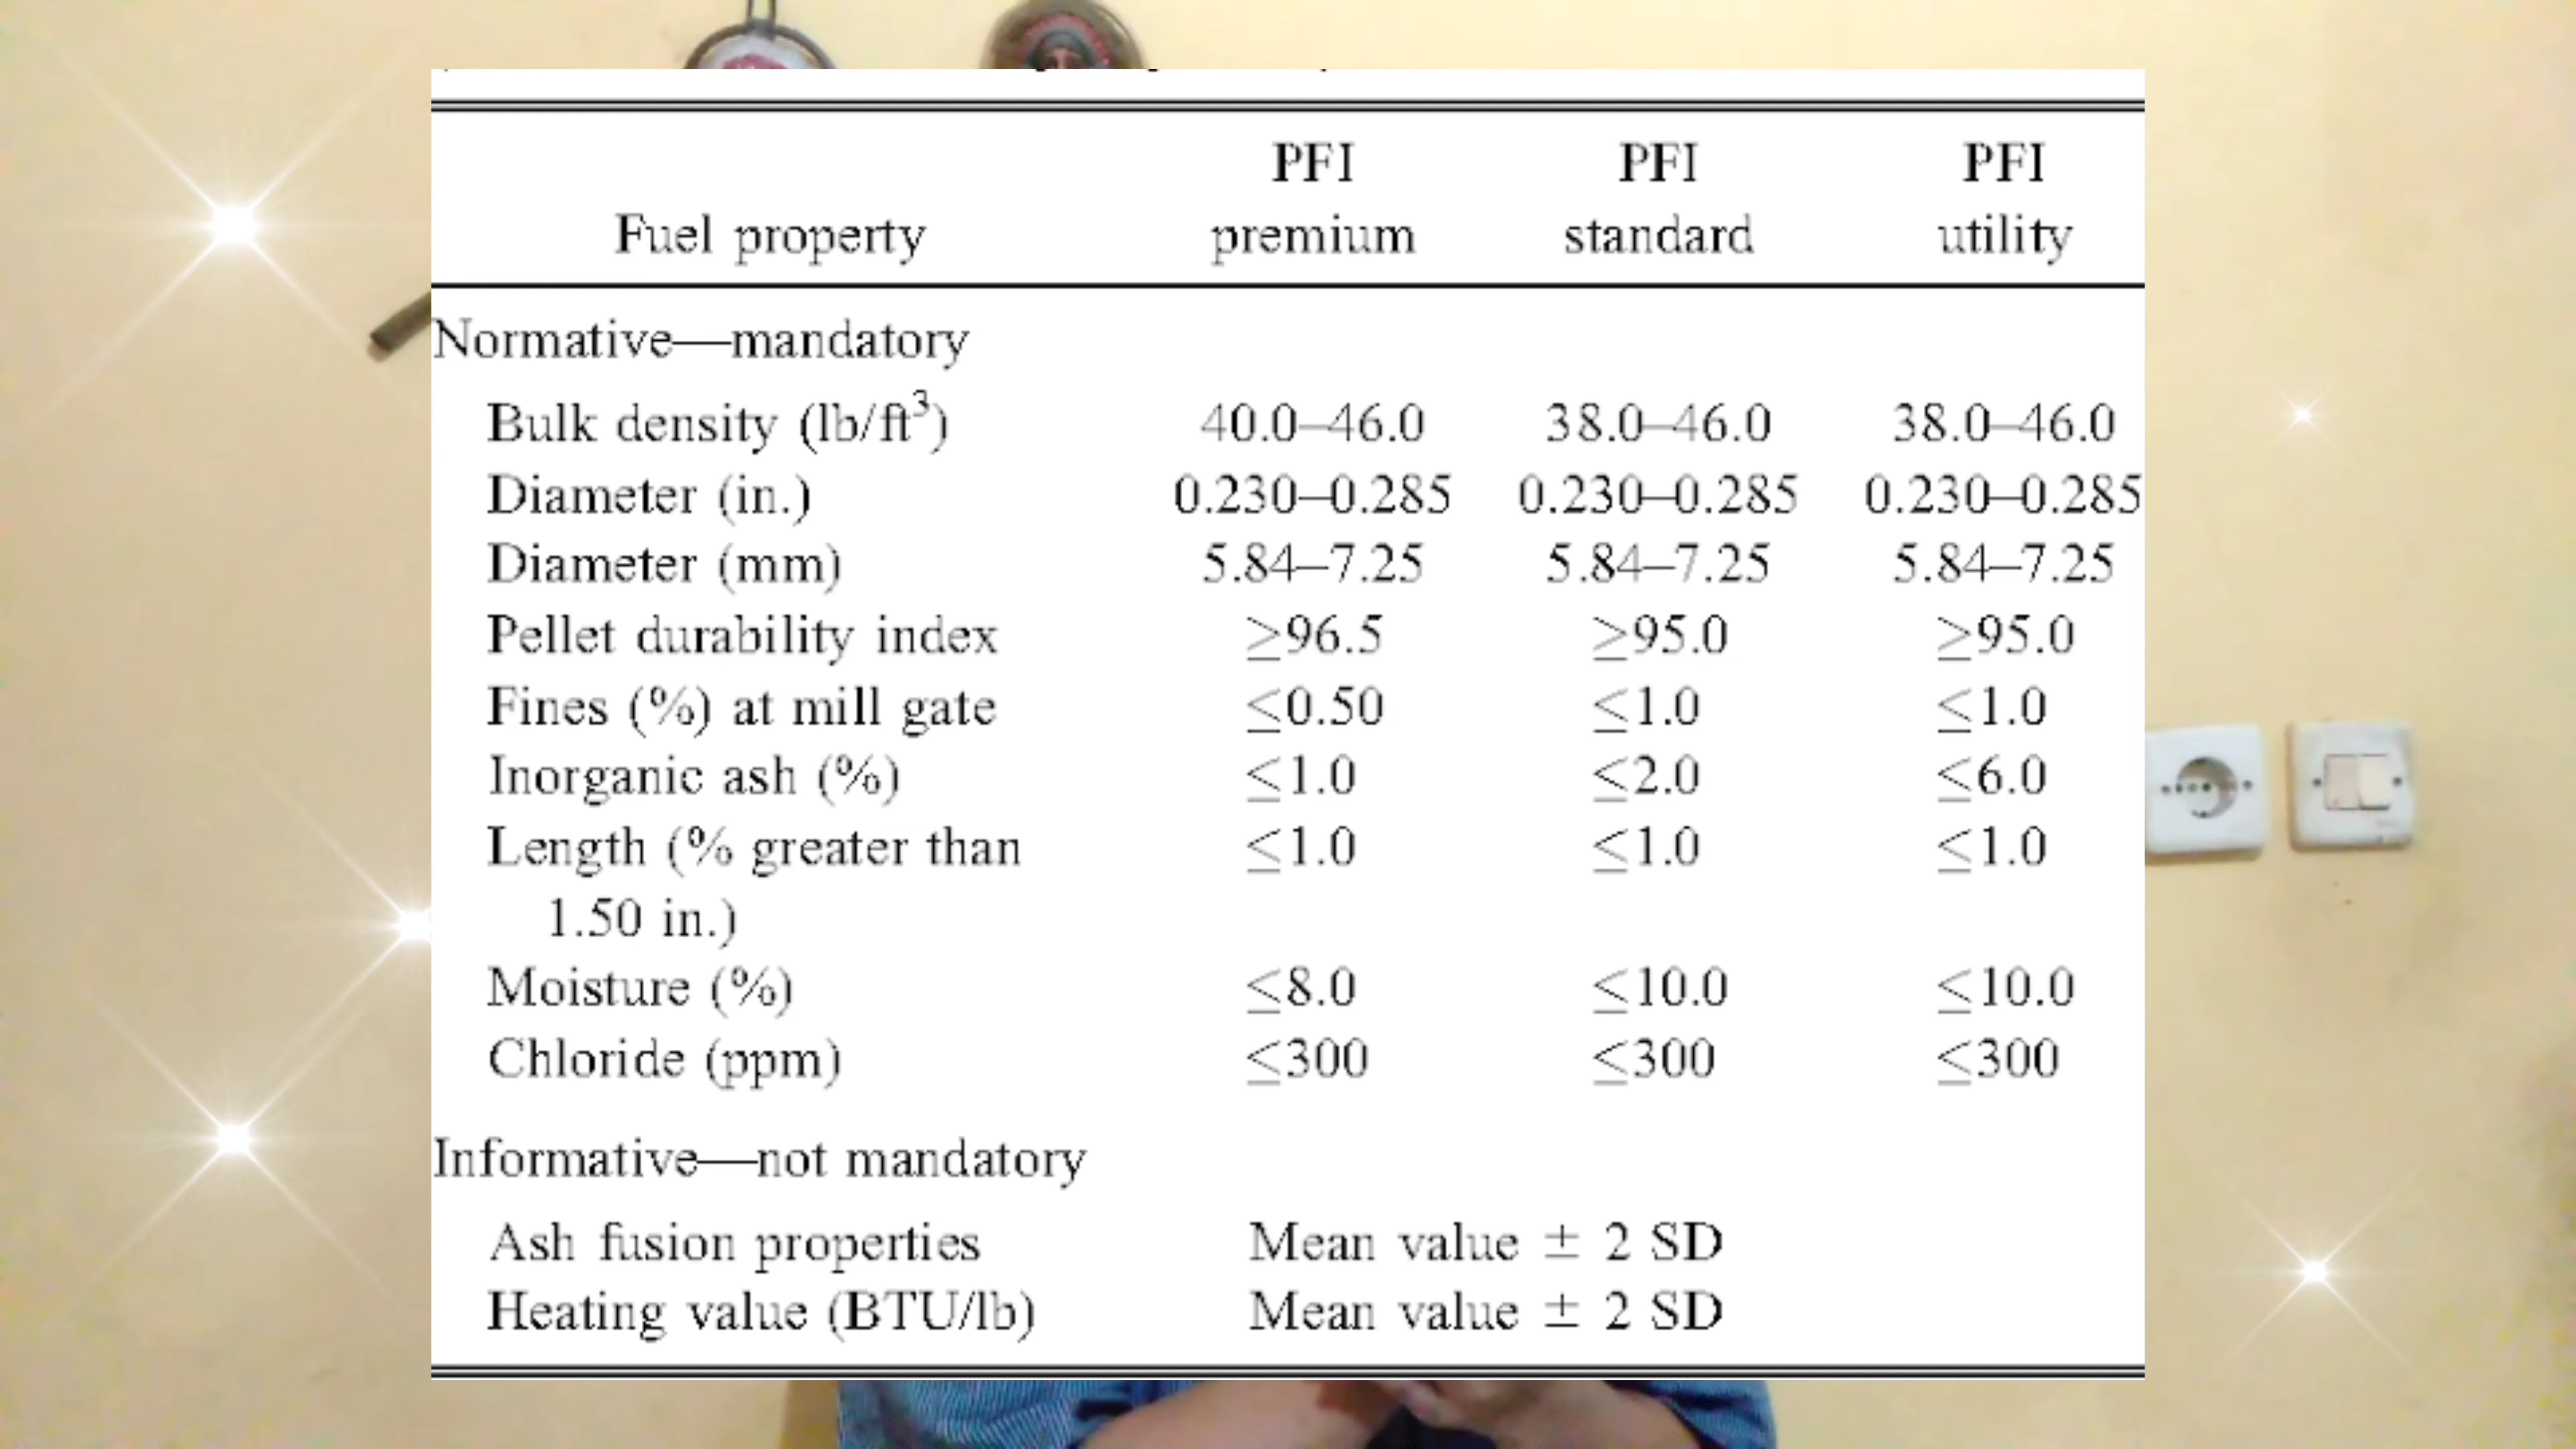 PFI PFI PFI
Fuel property premium standard utility
Normative—mandatory
Bulk density (lb/ft³) 40.0–46.0 38.0–46.0 38.0–46.0
Diameter (in.) 0.230–0.285 0.230–0.285 0.230–0.285
Diameter (mm) 5.84–7.25 5.84–7.25 5.84–7.25
Pellet durability index ≥96.5 ≥95.0 ≥95.0
Fines (%) at mill gate ≤0.50 ≤1.0 ≤1.0
Inorganic ash (%) ≤1.0 ≤2.0 ≤6.0
Length (% greater than ≤1.0 ≤1.0 ≤1.0
1.50 in.)
Moisture (%) ≤8.0 ≤10.0 ≤10.0
Chloride (ppm) ≤300 ≤300 ≤300
Informative—not mandatory
Ash fusion properties Mean value ± 2 SD
Heating value (BTU/lb) Mean value ± 2 SD